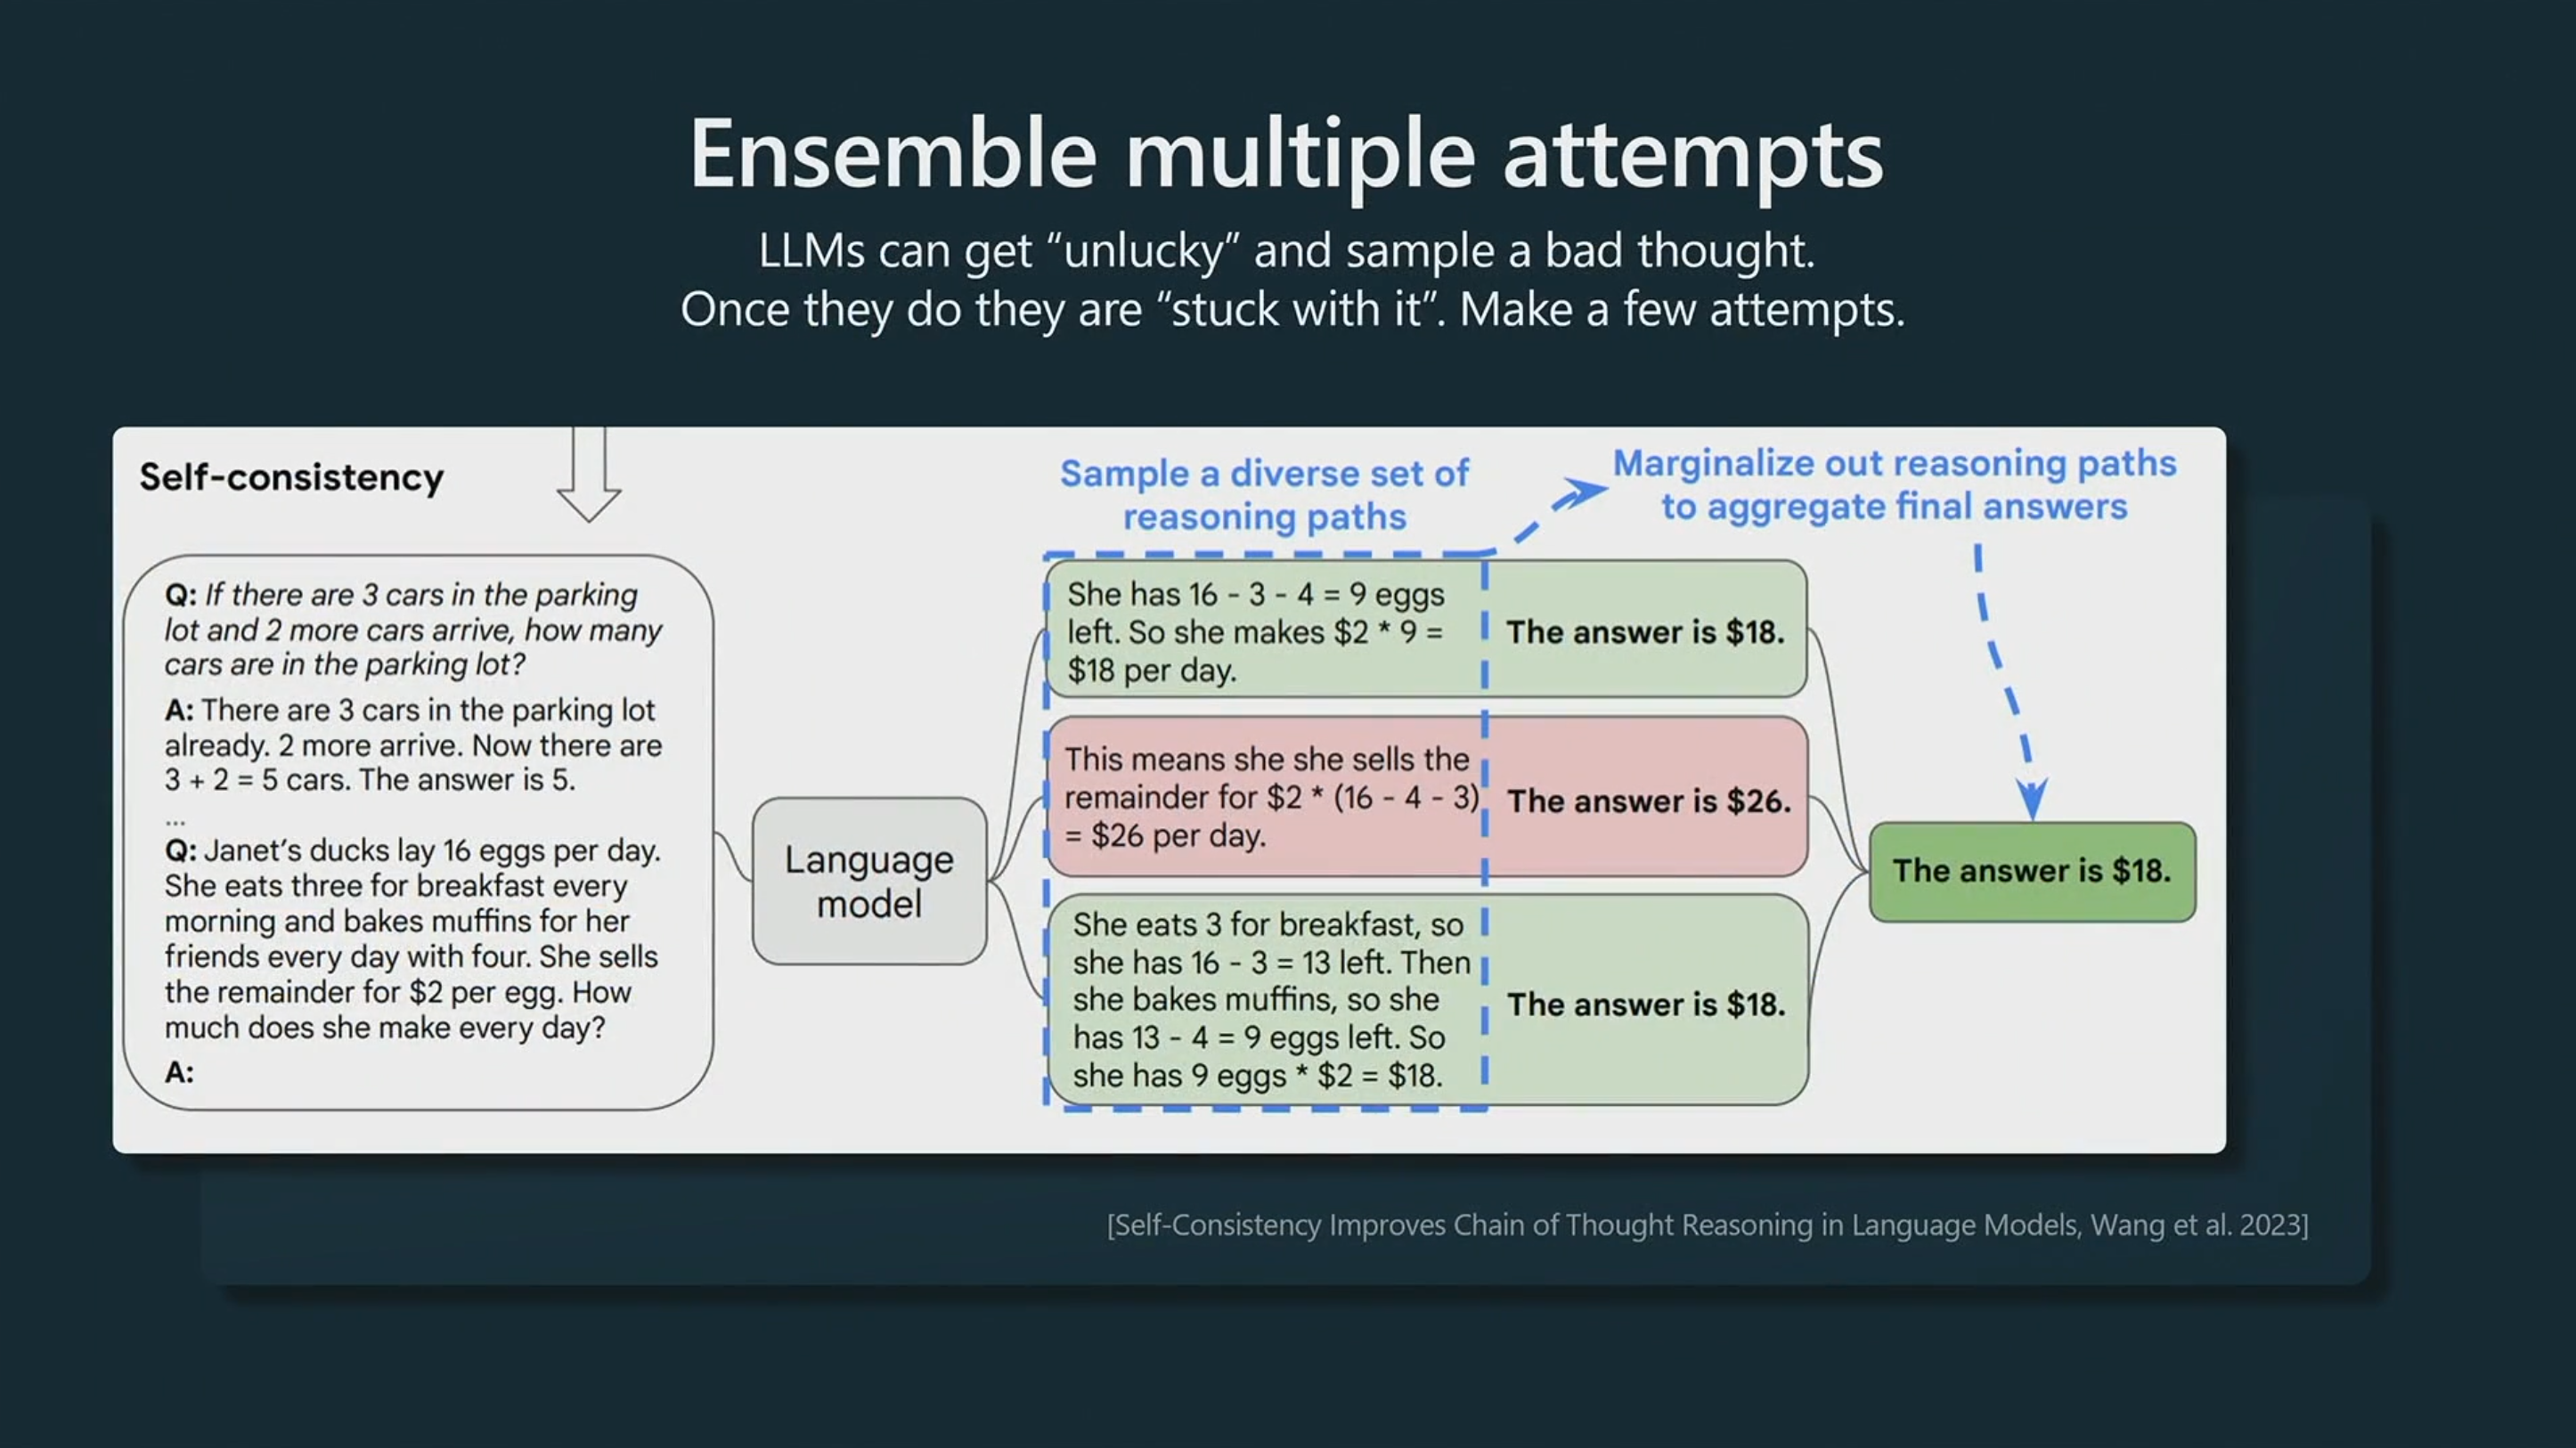 Ensemble multiple attempts
LLMs can get “unlucky” and sample a bad thought.
Once they do they are “stuck with it”. Make a few attempts.
Self-consistency
Q: If there are 3 cars in the parking
lot and 2 more cars arrive, how many
cars are in the parking lot?
A: There are 3 cars in the parking lot
already. 2 more arrive. Now there are
3 + 2 = 5 cars. The answer is 5.
...
Q: Janet’s ducks lay 16 eggs per day.
She eats three for breakfast every
morning and bakes muffins for her
friends every day with four. She sells
the remainder for $2 per egg. How
much does she make every day?
A:
Language
model
Sample a diverse set of
reasoning paths
She has 16 - 3 - 4 = 9 eggs
left. So she makes $2 * 9 =
$18 per day.
The answer is $18.
This means she she sells the
remainder for $2 * (16 - 4 - 3)
= $26 per day.
The answer is $26.
She eats 3 for breakfast, so
she has 16 - 3 = 13 left. Then
she bakes muffins, so she
has 13 - 4 = 9 eggs left. So
she has 9 eggs * $2 = $18.
The answer is $18.
Marginalize out reasoning paths
to aggregate final answers
The answer is $18.
[Self-Consistency Improves Chain of Thought Reasoning in Language Models, Wang et al. 2023]